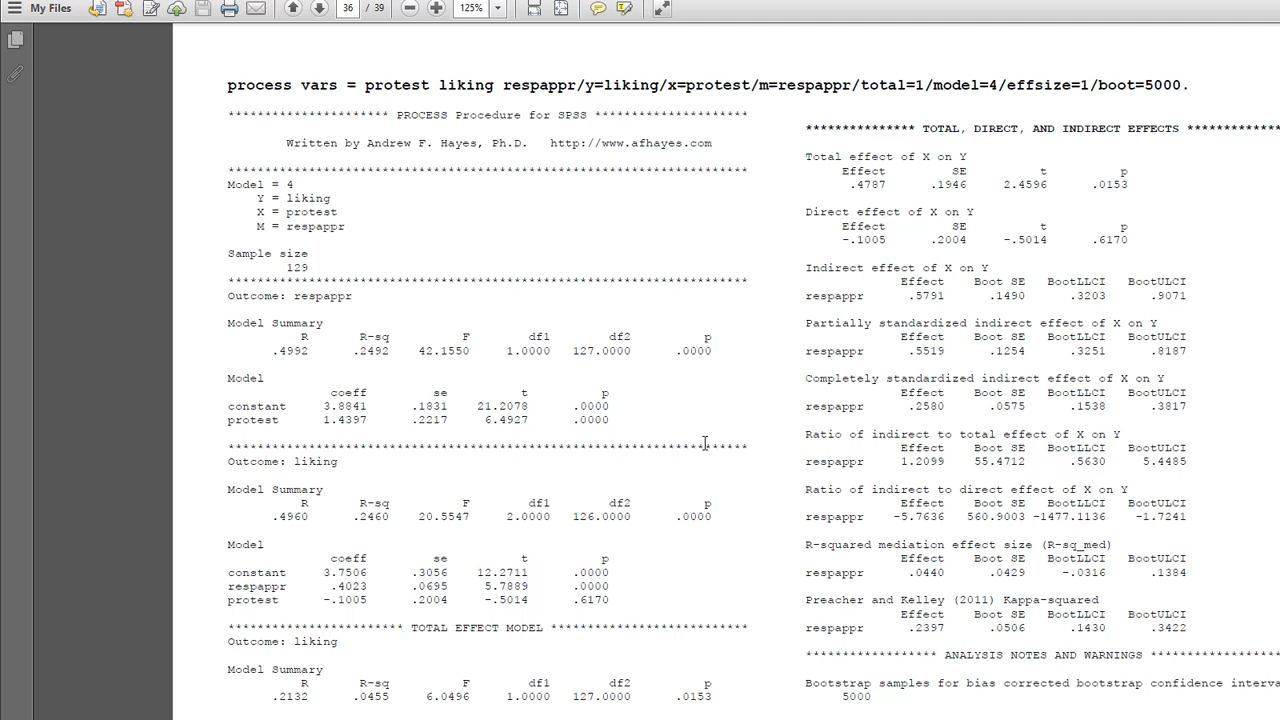 My Files 36 / 39 125%
process vars = protest liking respappr/y=liking/x=protest/m=respappr/total=1/model=4/effsize=1/boot=5000.
********************* PROCESS Procedure for SPSS *********************
Written by Andrew F. Hayes, Ph.D. http://www.afhayes.com
**********************************************************************
Model = 4
Y = liking
X = protest
M = respappr
Sample size
129
**********************************************************************
Outcome: respappr
Model Summary
R R-sq F df1 df2 p
.4992 .2492 42.1550 1.0000 127.0000 .0000
Model
coeff se t p
constant 3.8841 .1831 21.2078 .0000
protest 1.4397 .2217 6.4927 .0000
**********************************************************************
Outcome: liking
Model Summary
R R-sq F df1 df2 p
.4960 .2460 20.5547 2.0000 126.0000 .0000
Model
coeff se t p
constant 3.7506 .3056 12.2711 .0000
respappr .4023 .0695 5.7889 .0000
protest -.1005 .2004 -.5014 .6170
************************ TOTAL EFFECT MODEL **************************
Outcome: liking
Model Summary
R R-sq F df1 df2 p
.2132 .0455 6.0496 1.0000 127.0000 .0153
*************** TOTAL, DIRECT, AND INDIRECT EFFECTS *************
Total effect of X on Y
Effect SE t p
.4787 .1946 2.4596 .0153
Direct effect of X on Y
Effect SE t p
-.1005 .2004 -.5014 .6170
Indirect effect of X on Y
Effect Boot SE BootLLCI BootULCI
respappr .5791 .1490 .3203 .9071
Partially standardized indirect effect of X on Y
Effect Boot SE BootLLCI BootULCI
respappr .5519 .1254 .3251 .8187
Completely standardized indirect effect of X on Y
Effect Boot SE BootLLCI BootULCI
respappr .2580 .0575 .1538 .3817
Ratio of indirect to total effect of X on Y
Effect Boot SE BootLLCI BootULCI
respappr 1.2099 55.4712 .5630 5.4485
Ratio of indirect to direct effect of X on Y
Effect Boot SE BootLLCI BootULCI
respappr -5.7636 560.9003 -1477.1136 -1.7241
R-squared mediation effect size (R-sq_med)
Effect Boot SE BootLLCI BootULCI
respappr .0440 .0429 -.0316 .1384
Preacher and Kelley (2011) Kappa-squared
Effect Boot SE BootLLCI BootULCI
respappr .2397 .0506 .1430 .3422
****************** ANALYSIS NOTES AND WARNINGS ******************
Bootstrap samples for bias corrected bootstrap confidence interva
5000